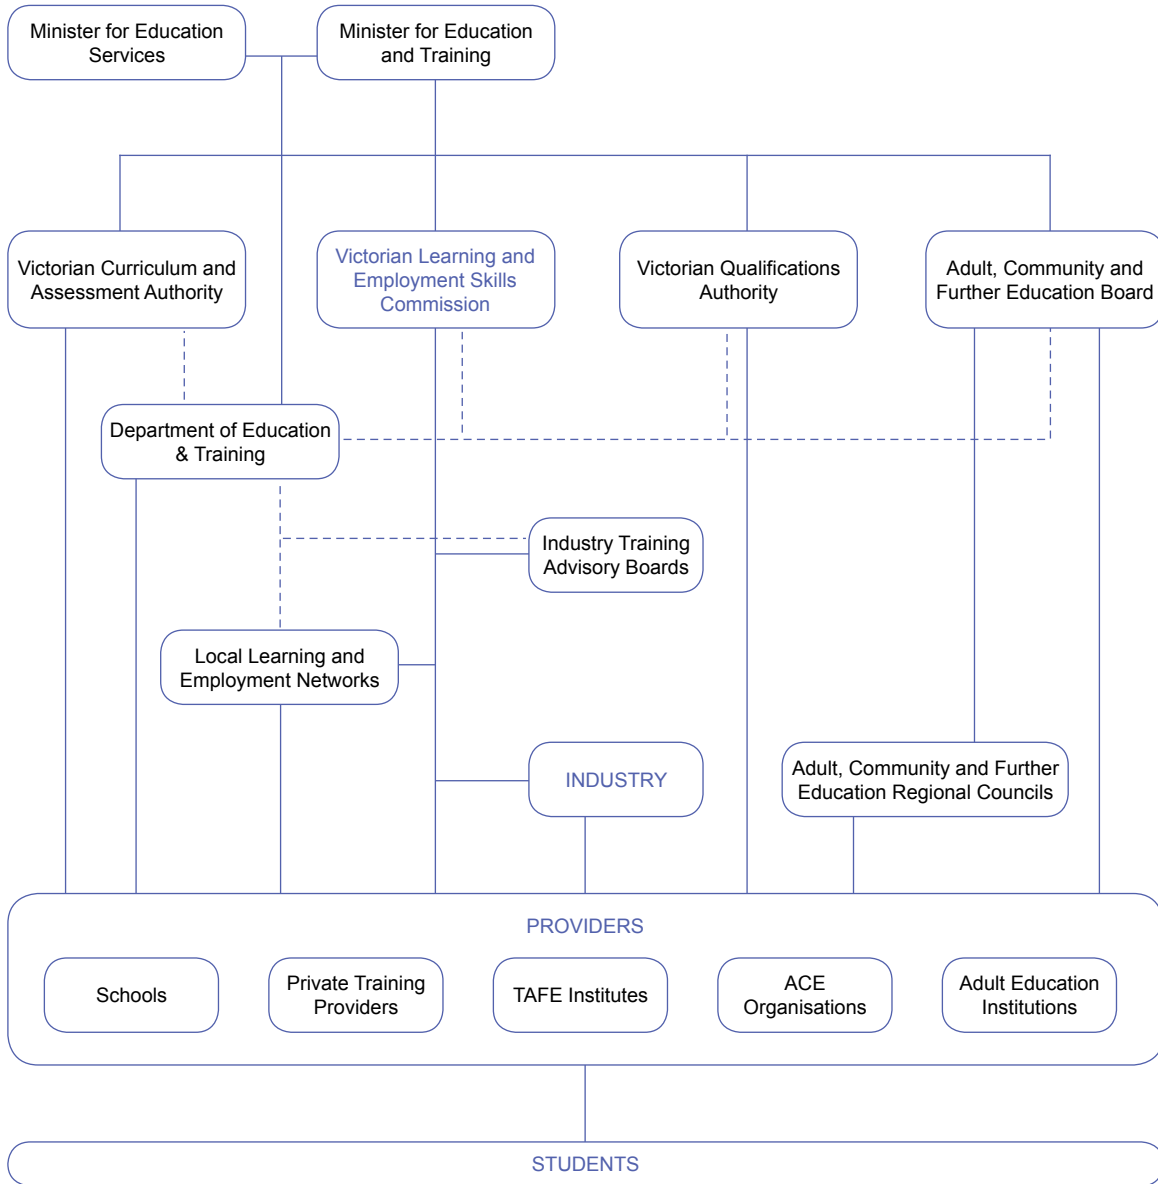 Minister for Education
Services
Minister for Education
and Training
Victorian Curriculum and
Assessment Authority
Victorian Learning and
Employment Skills
Commission
Victorian Qualifications
Authority
Adult, Community and
Further Education Board
Department of Education
& Training
Industry Training
Advisory Boards
Local Learning and
Employment Networks
INDUSTRY
Adult, Community and Further
Education Regional Councils
PROVIDERS
Schools
Private Training
Providers
TAFE Institutes
ACE
Organisations
Adult Education
Institutions
STUDENTS